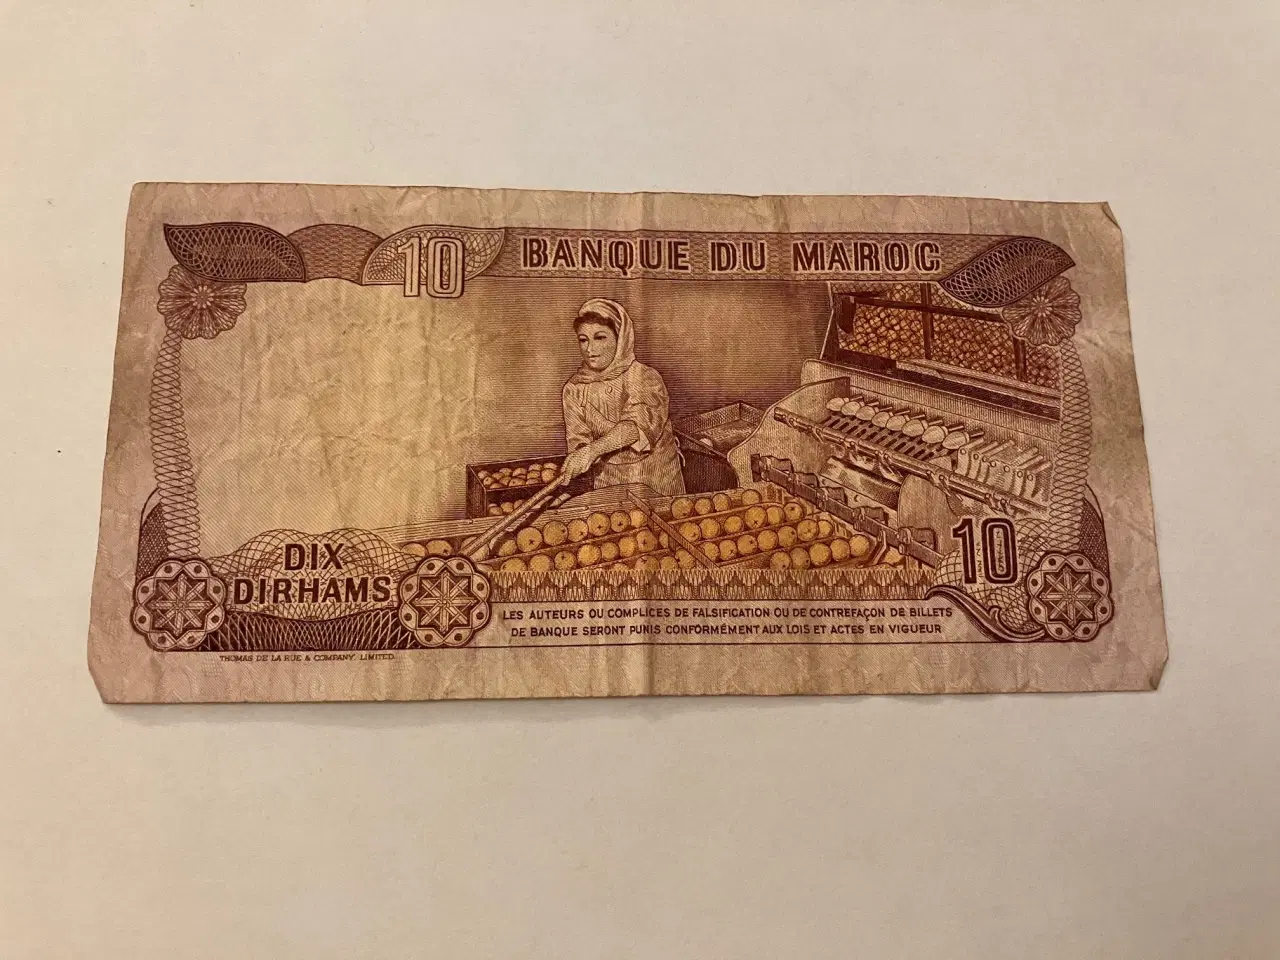 10 BANQUE DU MAROC
DIX
DIRHAMS
10
LES AUTEURS OU COMPLICES DE FALSIFICATION OU DE CONTREFAÇON DE BILLETS
DE BANQUE SERONT PUNIS CONFORMÉMENT AUX LOIS ET ACTES EN VIGUEUR
THOMAS DE LA RUE & COMPANY, LIMITED.